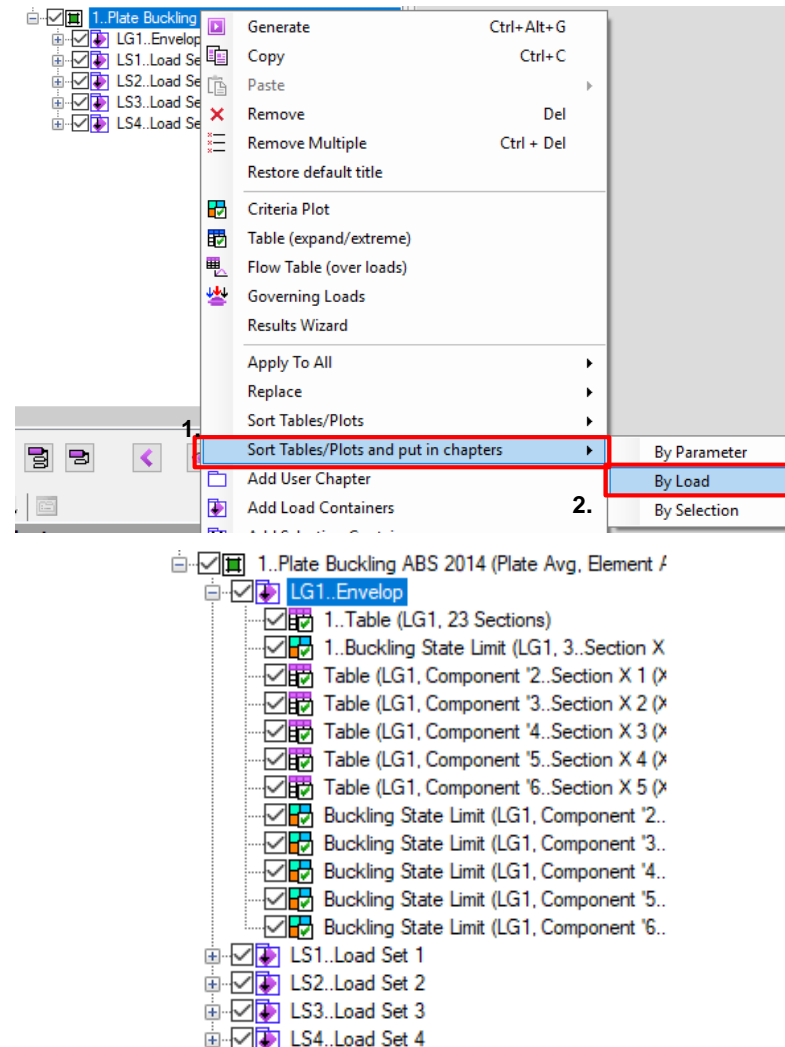 1..Plate Buckling
LG1..Envelop
LS1..Load Se
LS2..Load Se
LS3..Load Se
LS4..Load Se
Generate Ctrl+Alt+G
Copy Ctrl+C
Paste
Remove Del
Remove Multiple Ctrl + Del
Restore default title
Criteria Plot
Table (expand/extreme)
Flow Table (over loads)
Governing Loads
Results Wizard
Apply To All
Replace
Sort Tables/Plots
1.
Sort Tables/Plots and put in chapters
Add User Chapter
Add Load Containers
By Parameter
2.
By Load
By Selection
1..Plate Buckling ABS 2014 (Plate Avg, Element
LG1..Envelop
1..Table (LG1, 23 Sections)
1..Buckling State Limit (LG1, 3..Section X
Table (LG1, Component '2..Section X 1 (X
Table (LG1, Component '3..Section X 2 (X
Table (LG1, Component '4..Section X 3 (X
Table (LG1, Component '5..Section X 4 (X
Table (LG1, Component '6..Section X 5 (X
Buckling State Limit (LG1, Component '2..
Buckling State Limit (LG1, Component '3..
Buckling State Limit (LG1, Component '4..
Buckling State Limit (LG1, Component '5..
Buckling State Limit (LG1, Component '6..
LS1..Load Set 1
LS2..Load Set 2
LS3..Load Set 3
LS4..Load Set 4